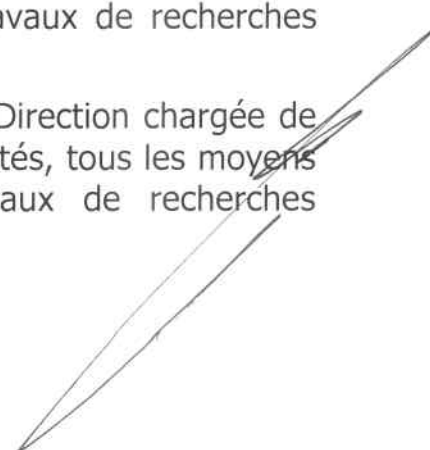 avaux de recherches
Direction chargée de
tés, tous les moyens
aux de recherches